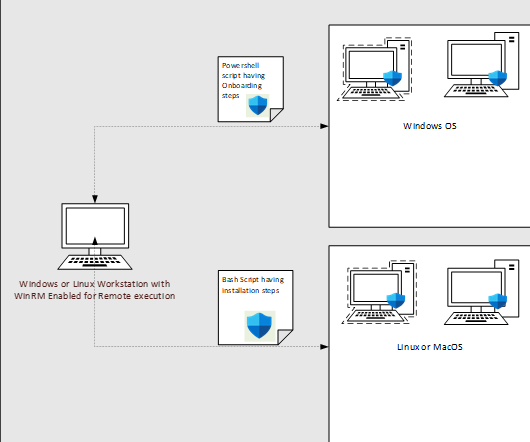 Powershell
script having
Onboarding
steps
Windows OS
Windows or Linux Workstation with
WinRM Enabled for Remote execution
Bash Script having
Installation steps
Linux or MacOS